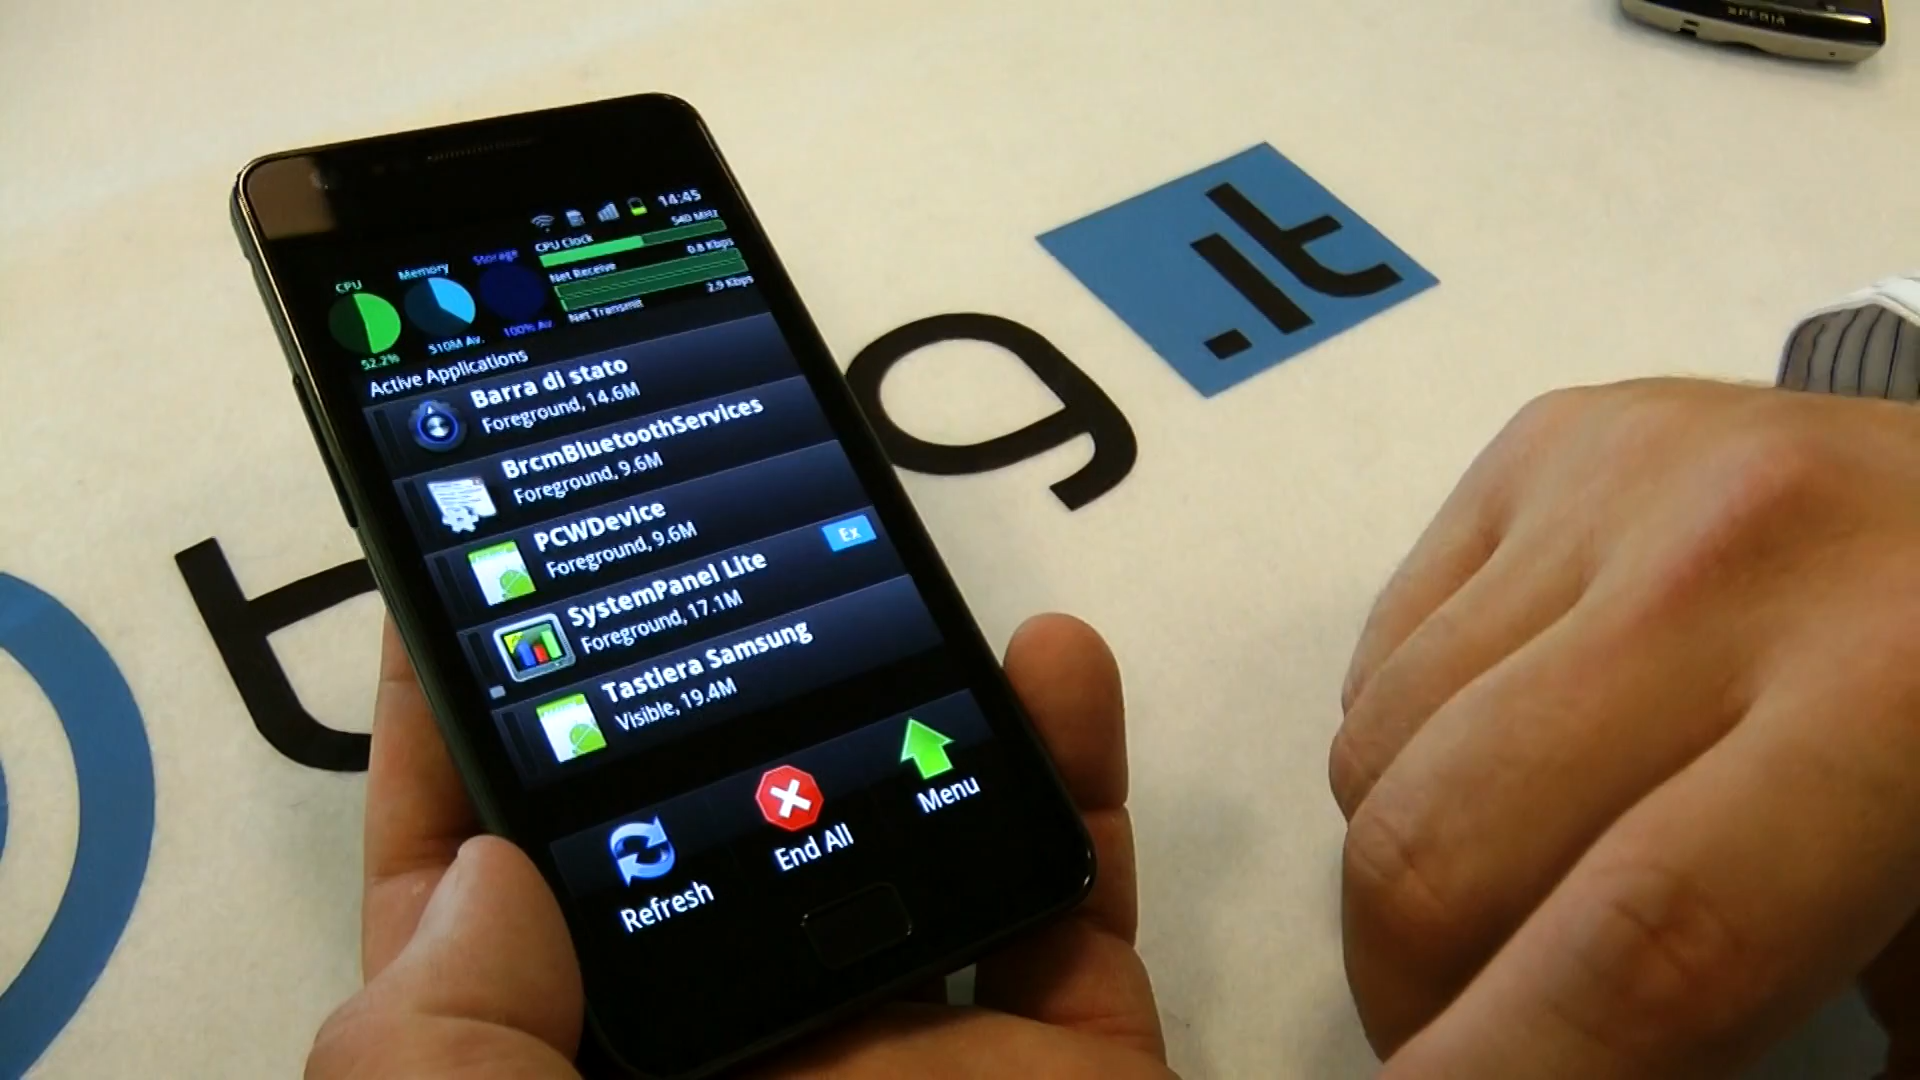 XPERIA
14:45
CPU
Memory
Storage
CPU Clock
540 MHz
Net Receive
0.8 Kbps
Net Transmit
2.9 Kbps
52.2%
510M Av.
100% Av.
Active Applications
Barra di stato
Foreground, 14.6M
BrcmBluetoothServices
Foreground, 9.6M
PCWDevice
Foreground, 9.6M
SystemPanel Lite
Ex
Foreground, 17.1M
Tastiera Samsung
Visible, 19.4M
Refresh
End All
Menu
g
.it